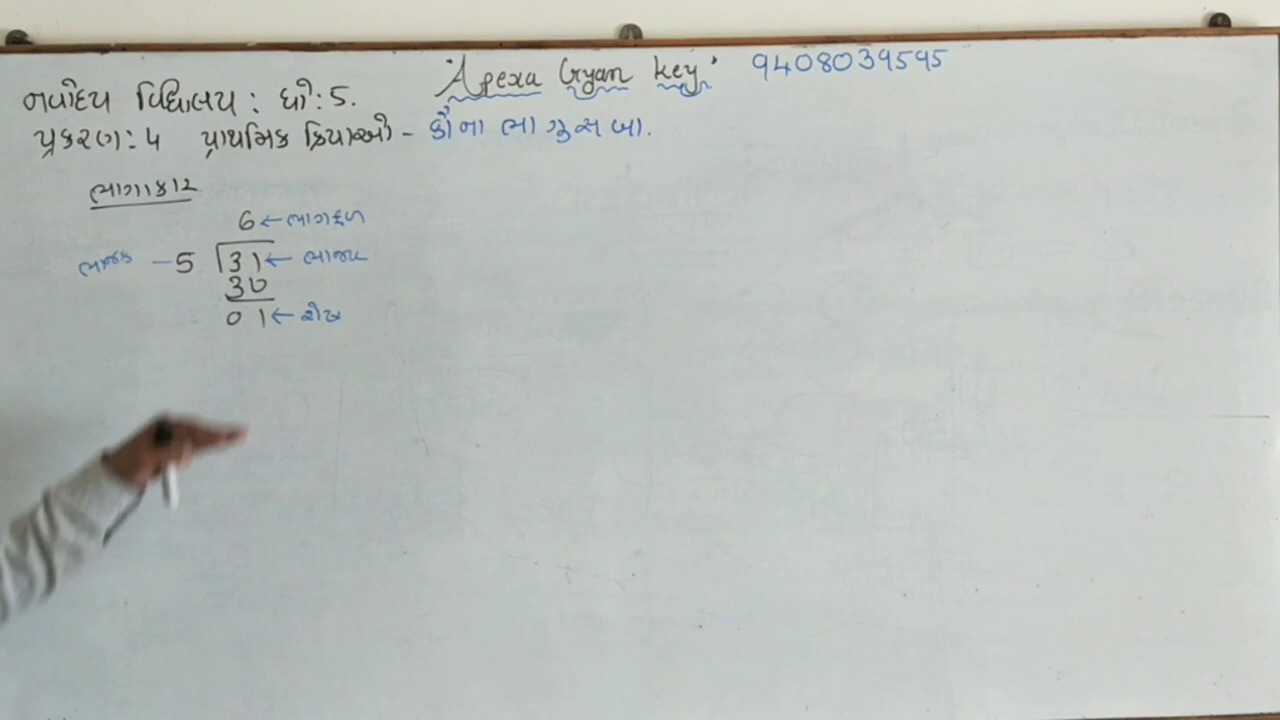 "Apexa Gyan key" 9408039595
નવોદય વિદ્યાલય : ધો : 5.
પ્રકરણ : 4 પ્રાથમિક ક્રિયાઓ - કૌના ભાગુસબા.
ભાગાકાર
6 ← ભાગફળ
ભાજક - 5 31 ← ભાજ્ય
30
01 ← શેષ